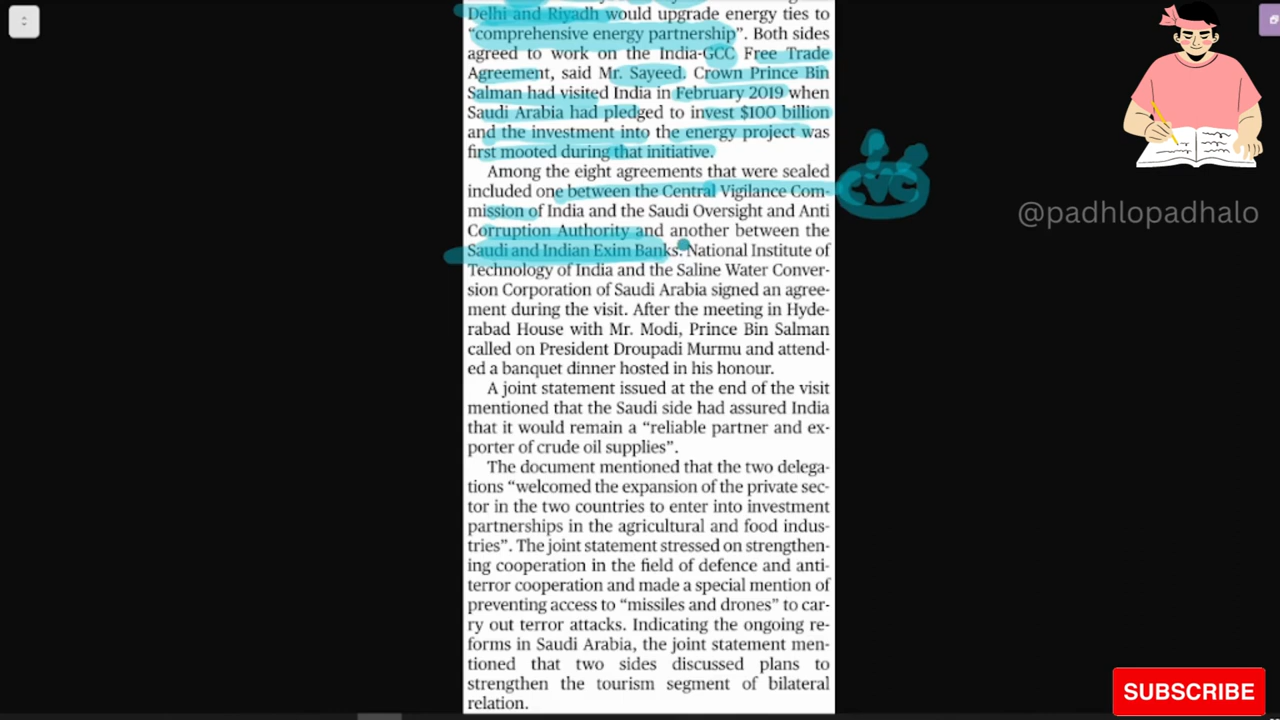 Delhi and Riyadh would upgrade energy ties to
“comprehensive energy partnership”. Both sides
agreed to work on the India-GCC Free Trade
Agreement, said Mr. Sayeed. Crown Prince Bin
Salman had visited India in February 2019 when
Saudi Arabia had pledged to invest $100 billion
and the investment into the energy project was
first mooted during that initiative.
Among the eight agreements that were sealed
included one between the Central Vigilance Com-
mission of India and the Saudi Oversight and Anti
Corruption Authority and another between the
Saudi and Indian Exim Banks. National Institute of
Technology of India and the Saline Water Conver-
sion Corporation of Saudi Arabia signed an agree-
ment during the visit. After the meeting in Hyde-
rabad House with Mr. Modi, Prince Bin Salman
called on President Droupadi Murmu and attend-
ed a banquet dinner hosted in his honour.
A joint statement issued at the end of the visit
mentioned that the Saudi side had assured India
that it would remain a “reliable partner and ex-
porter of crude oil supplies”.
The document mentioned that the two delega-
tions “welcomed the expansion of the private sec-
tor in the two countries to enter into investment
partnerships in the agricultural and food indus-
tries”. The joint statement stressed on strengthen-
ing cooperation in the field of defence and anti-
terror cooperation and made a special mention of
preventing access to “missiles and drones” to car-
ry out terror attacks. Indicating the ongoing re-
forms in Saudi Arabia, the joint statement men-
tioned that two sides discussed plans to
strengthen the tourism segment of bilateral
relation.
CVC
@padhlopadhalo
SUBSCRIBE